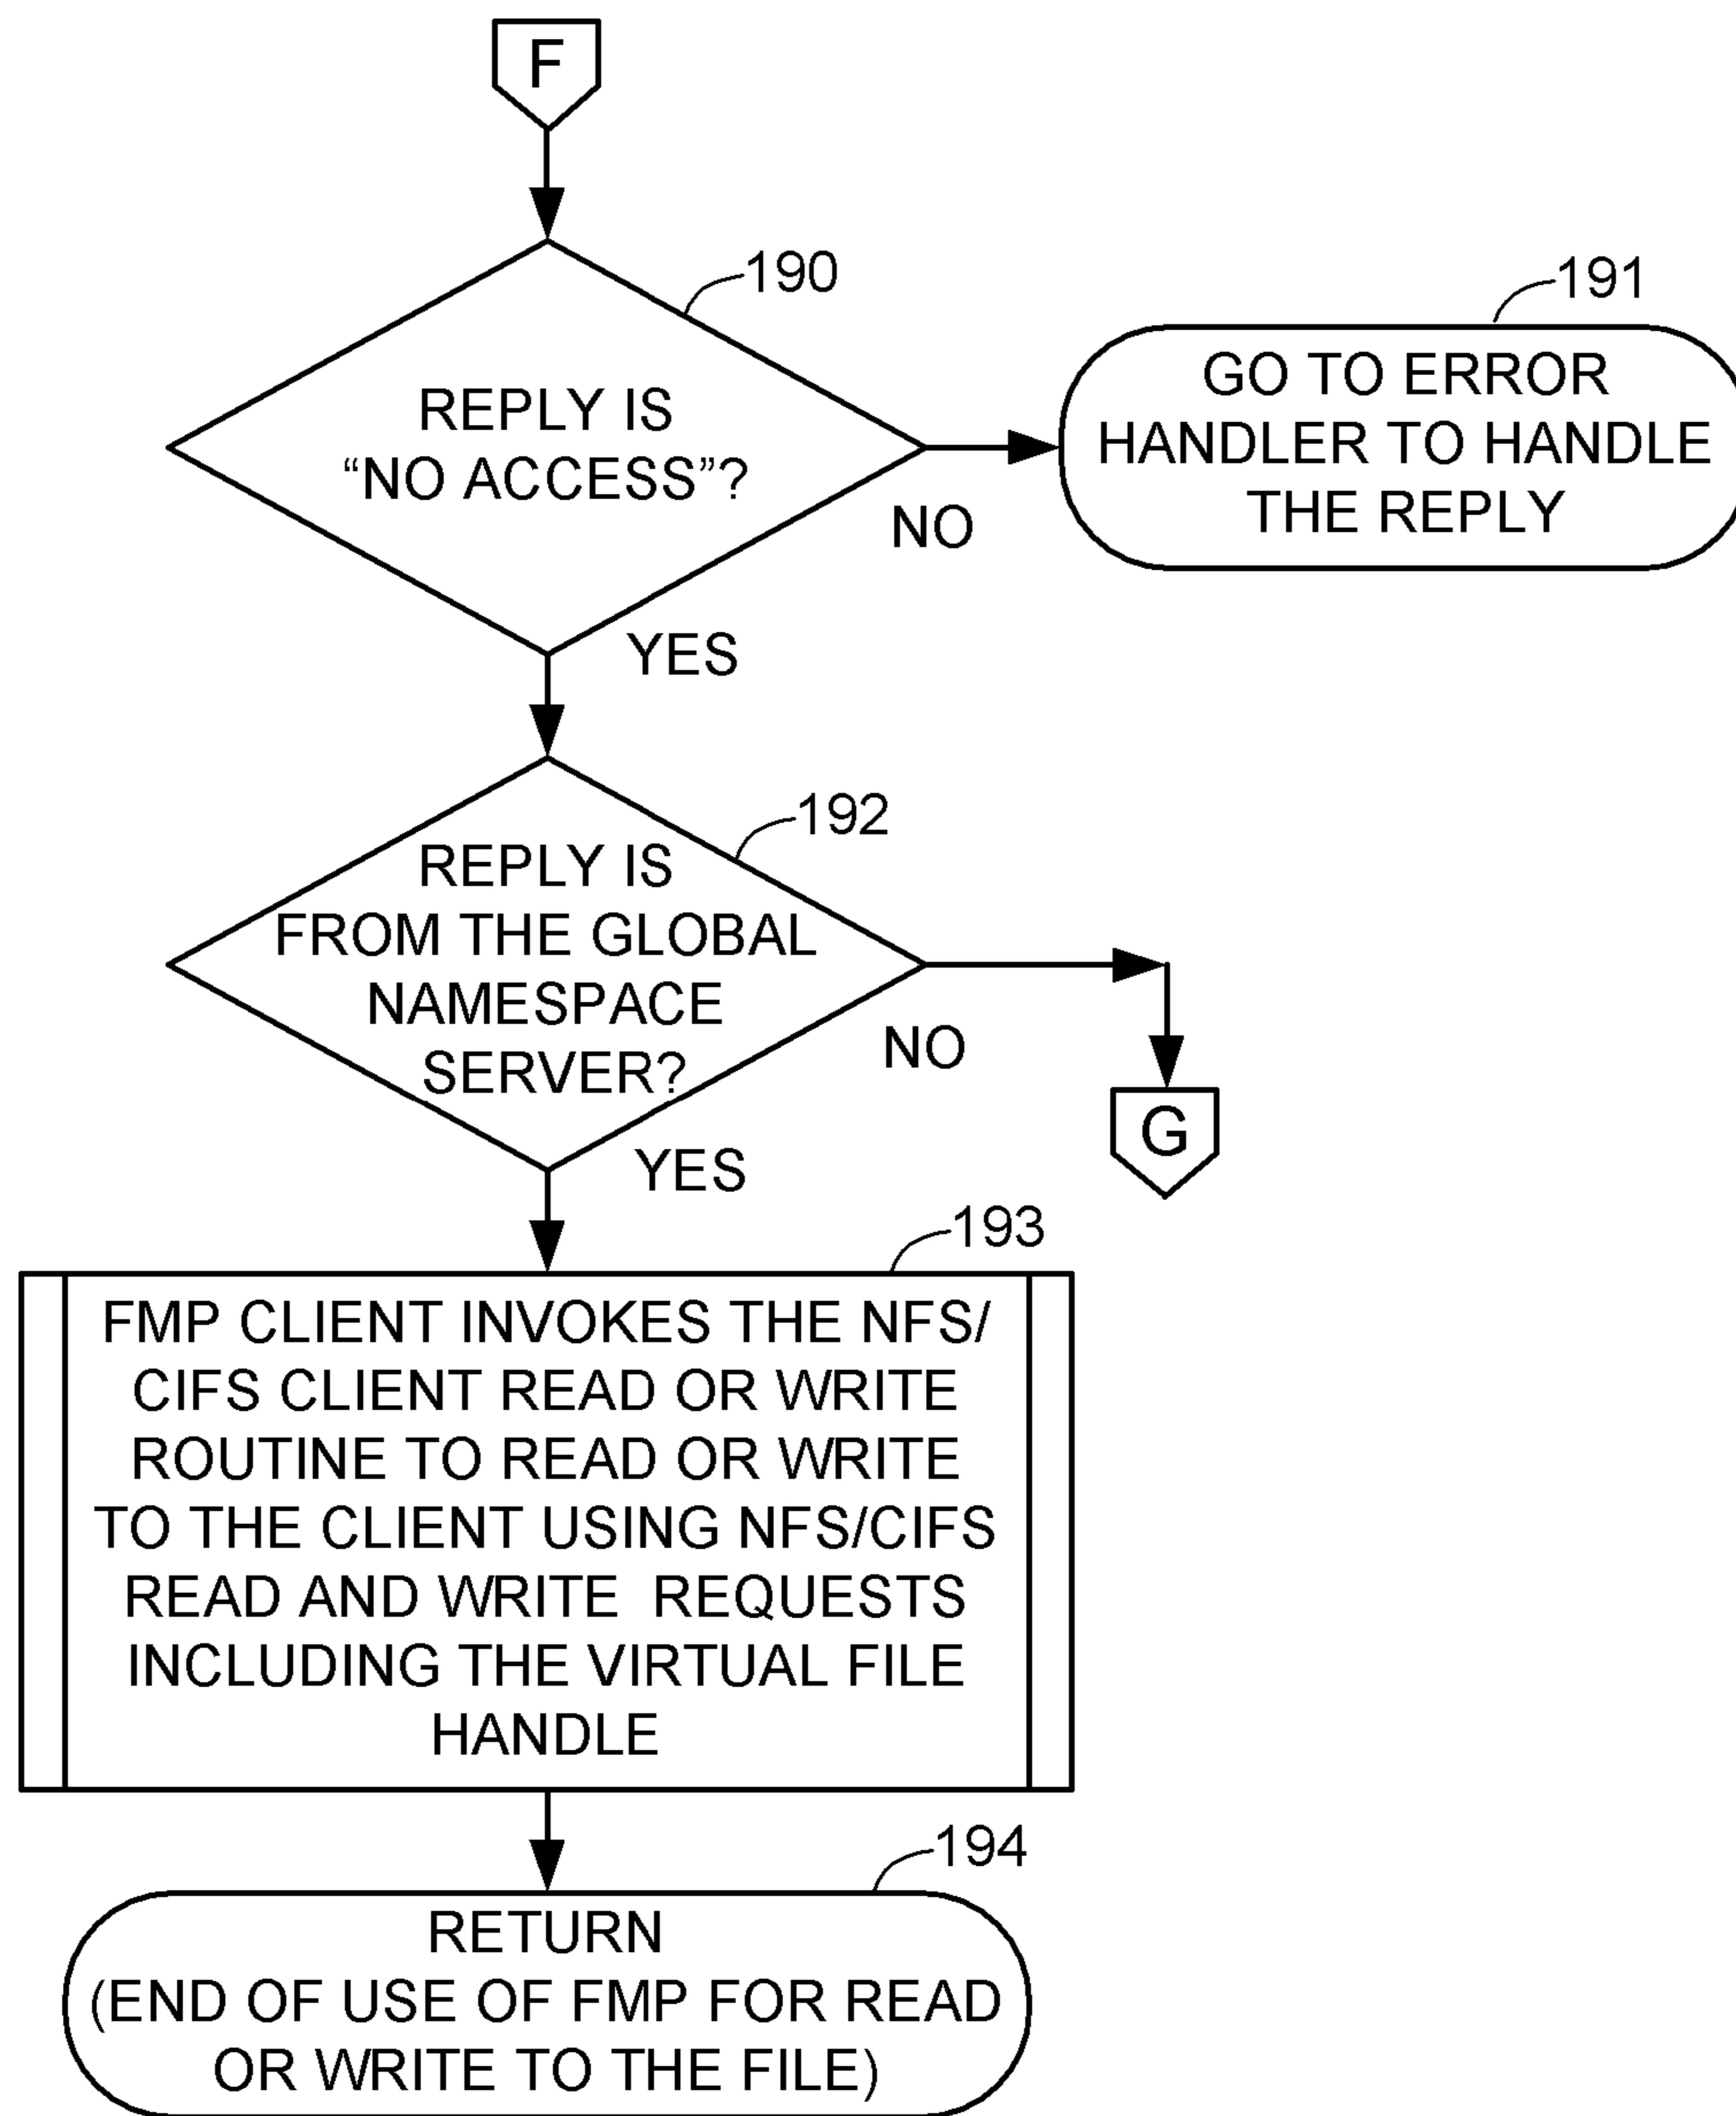 F
190
REPLY IS
“NO ACCESS”?
NO
YES
191
GO TO ERROR
HANDLER TO HANDLE
THE REPLY
192
REPLY IS
FROM THE GLOBAL
NAMESPACE
SERVER?
NO
YES
G
193
FMP CLIENT INVOKES THE NFS/
CIFS CLIENT READ OR WRITE
ROUTINE TO READ OR WRITE
TO THE CLIENT USING NFS/CIFS
READ AND WRITE REQUESTS
INCLUDING THE VIRTUAL FILE
HANDLE
194
RETURN
(END OF USE OF FMP FOR READ
OR WRITE TO THE FILE)